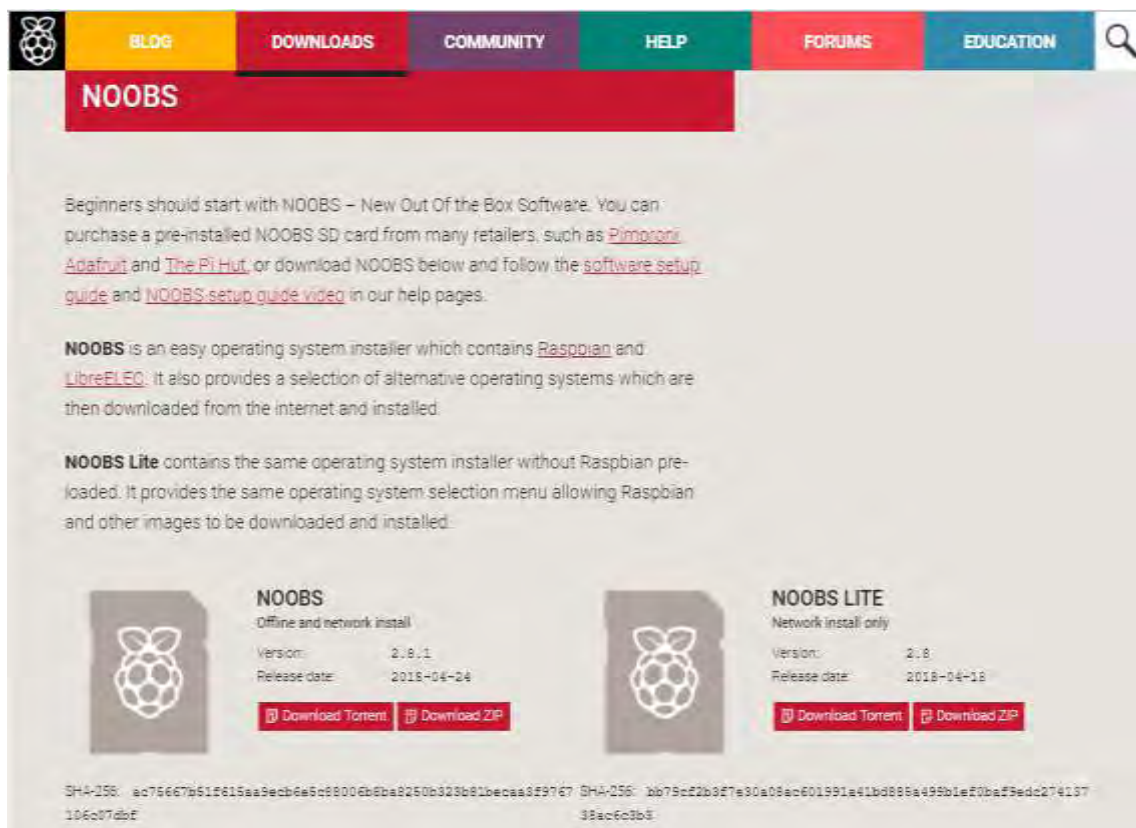 BLOG DOWNLOADS COMMUNITY HELP FORUMS EDUCATION
NOOBS
Beginners should start with NOOBS – New Out Of the Box Software. You can
purchase a pre-installed NOOBS SD card from many retailers, such as Pimoroni,
Adafruit and The Pi Hut, or download NOOBS below and follow the software setup
guide and NOOBS setup guide video in our help pages.
NOOBS is an easy operating system installer which contains Raspbian and
LibreELEC. It also provides a selection of alternative operating systems which are
then downloaded from the internet and installed.
NOOBS Lite contains the same operating system installer without Raspbian pre-
loaded. It provides the same operating system selection menu allowing Raspbian
and other images to be downloaded and installed.
NOOBS
Offline and network install
Version: 2.8.1
Release date: 2018-04-24
Download Torrent Download ZIP
SHA-256:
NOOBS LITE
Network install only
Version: 2.8
Release date: 2018-04-18
Download Torrent Download ZIP
SHA-256: